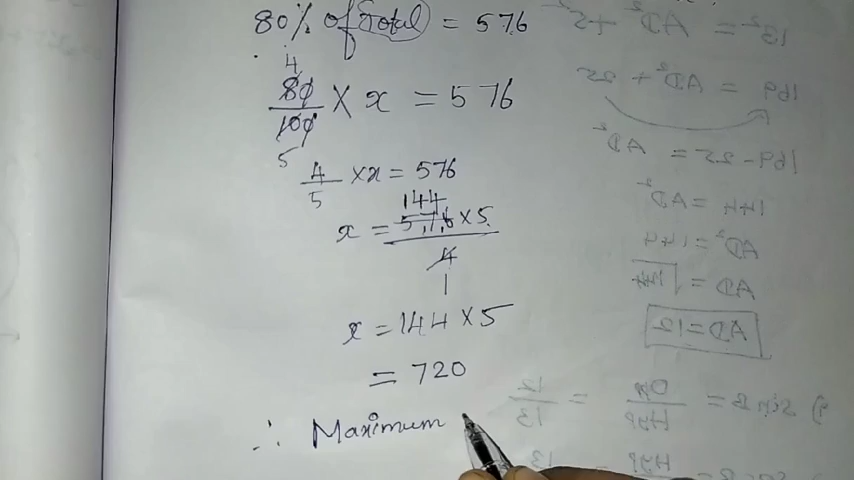 80% of Total = 576
4
80/100 × x = 576
5
4/5 × x = 576
144
x = 576 × 5 / 4
1
x = 144 × 5
= 720
∴ Maximum